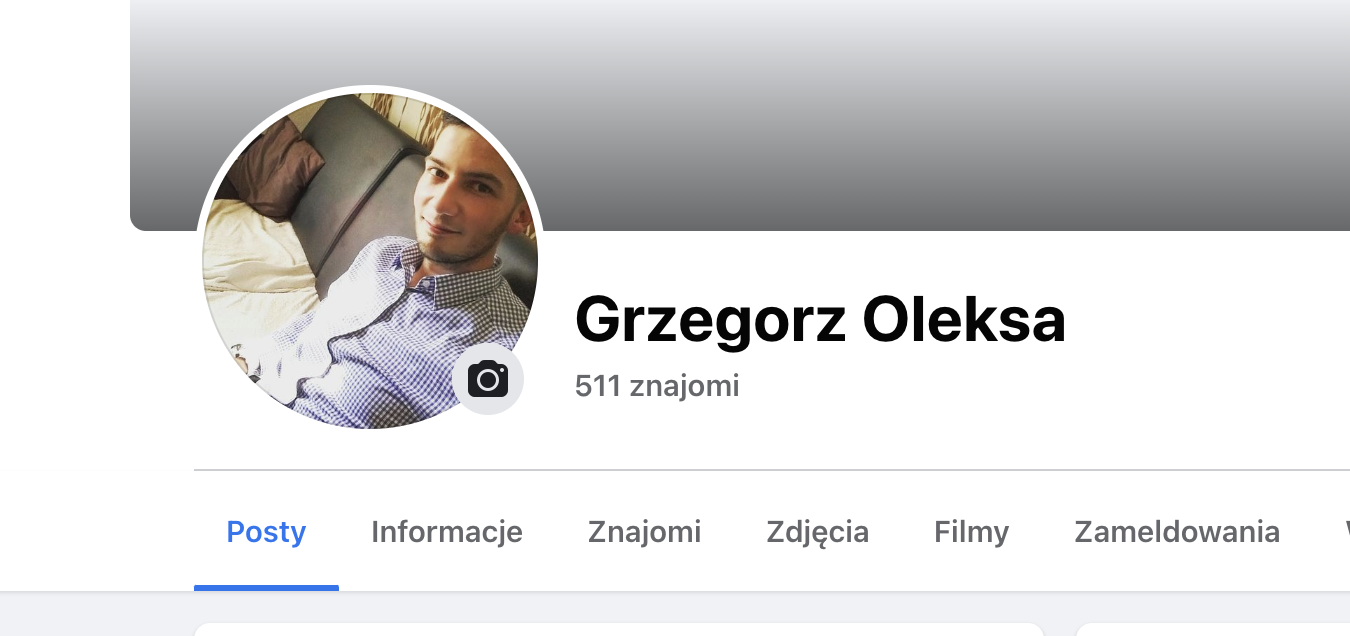 Grzegorz Oleksa
511 znajomi
Posty Informacje Znajomi Zdjęcia Filmy Zameldowania